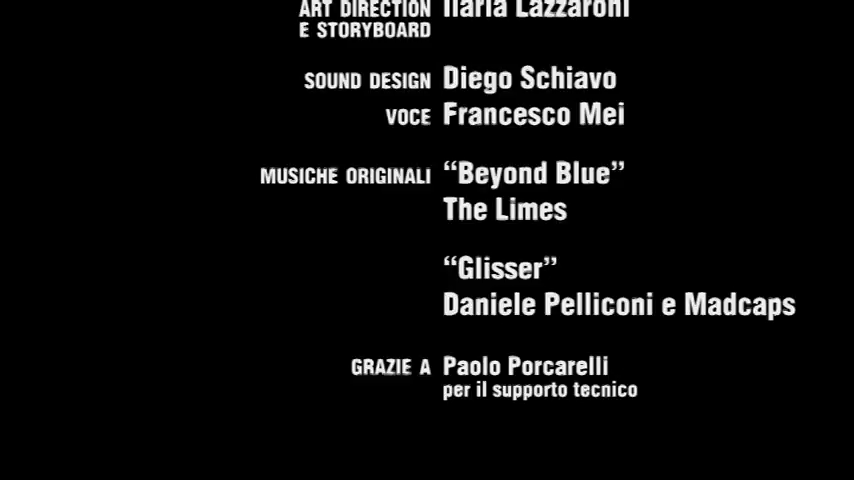 ART DIRECTION Ilaria Lazzaroni
E STORYBOARD
SOUND DESIGN Diego Schiavo
VOCE Francesco Mei
MUSICHE ORIGINALI “Beyond Blue”
The Limes
“Glisser”
Daniele Pelliconi e Madcaps
GRAZIE A Paolo Porcarelli
per il supporto tecnico